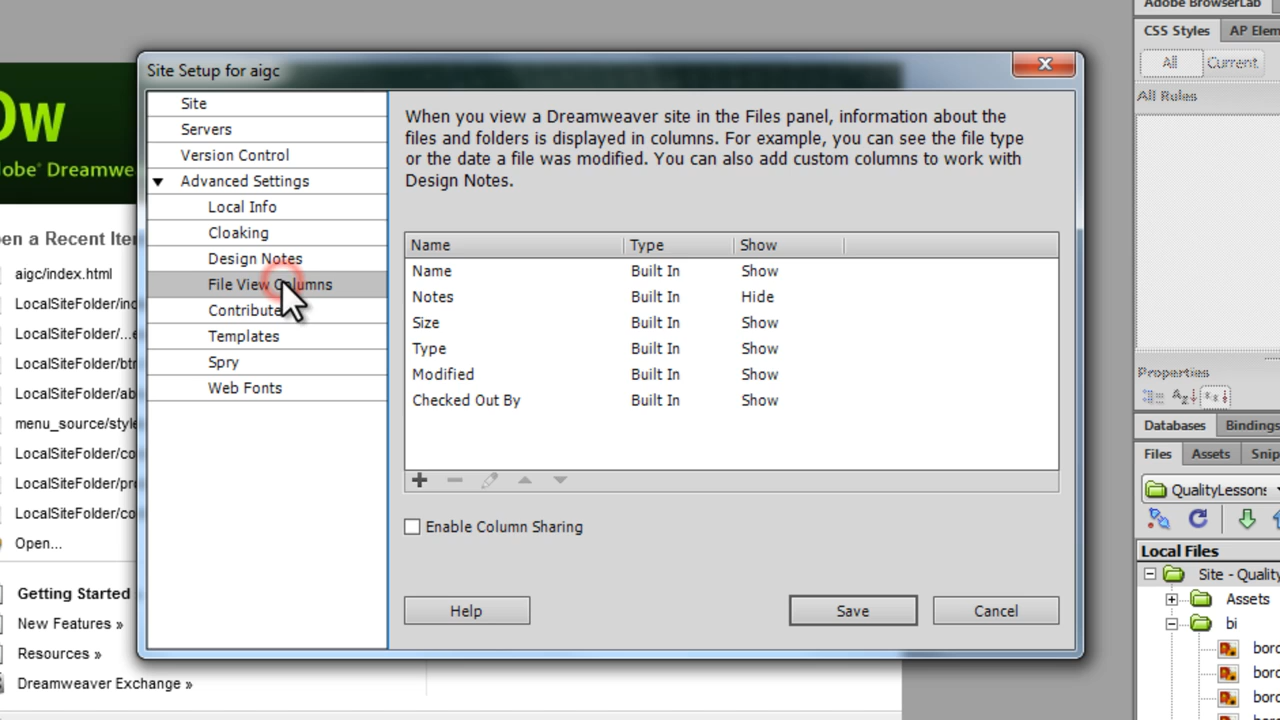 Adobe BrowserLab
CSS Styles
AP Elem
All
Current
All Rules
Properties
Databases
Bindings
Files
Assets
Snip
QualityLessons
Local Files
Site - Quality
Assets
bi
bord
bord
bord
Site Setup for aigc
Site
Servers
Version Control
Advanced Settings
Local Info
Cloaking
Design Notes
File View Columns
Contribute
Templates
Spry
Web Fonts
When you view a Dreamweaver site in the Files panel, information about the
files and folders is displayed in columns. For example, you can see the file type
or the date a file was modified. You can also add custom columns to work with
Design Notes.
Name Type Show
Name Built In Show
Notes Built In Hide
Size Built In Show
Type Built In Show
Modified Built In Show
Checked Out By Built In Show
Enable Column Sharing
Help
Save
Cancel
Dw
dobe® Dreamwe
en a Recent Iter
aigc/index.html
LocalSiteFolder/ind
LocalSiteFolder/...e
LocalSiteFolder/btn
LocalSiteFolder/ab
menu_source/style
LocalSiteFolder/co
LocalSiteFolder/pro
LocalSiteFolder/co
Open...
Getting Started
New Features »
Resources »
Dreamweaver Exchange »